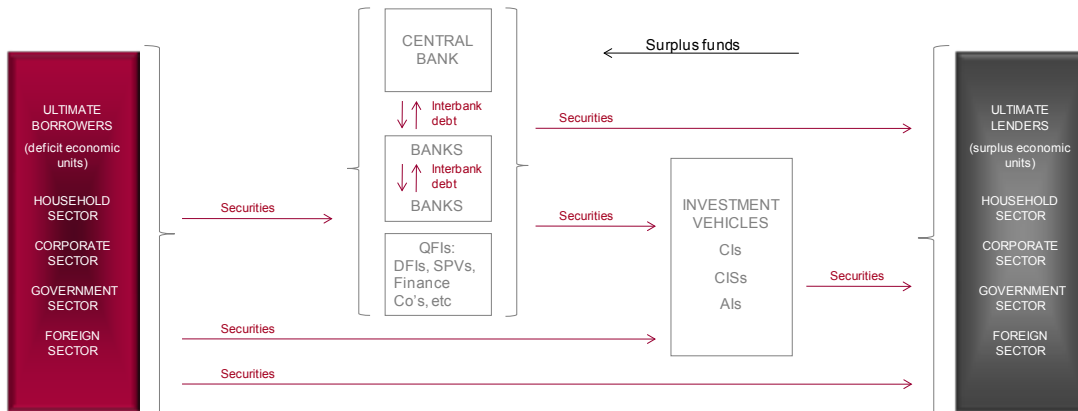 ULTIMATE
BORROWERS
(deficit economic
units)
HOUSEHOLD
SECTOR
CORPORATE
SECTOR
GOVERNMENT
SECTOR
FOREIGN
SECTOR
Securities
Securities
Securities
CENTRAL
BANK
Interbank
debt
BANKS
Interbank
debt
BANKS
QFIs:
DFIs, SPVs,
Finance
Co's, etc
Surplus funds
Securities
Securities
INVESTMENT
VEHICLES
CIs
CISs
AIs
Securities
ULTIMATE
LENDERS
(surplus economic
units)
HOUSEHOLD
SECTOR
CORPORATE
SECTOR
GOVERNMENT
SECTOR
FOREIGN
SECTOR